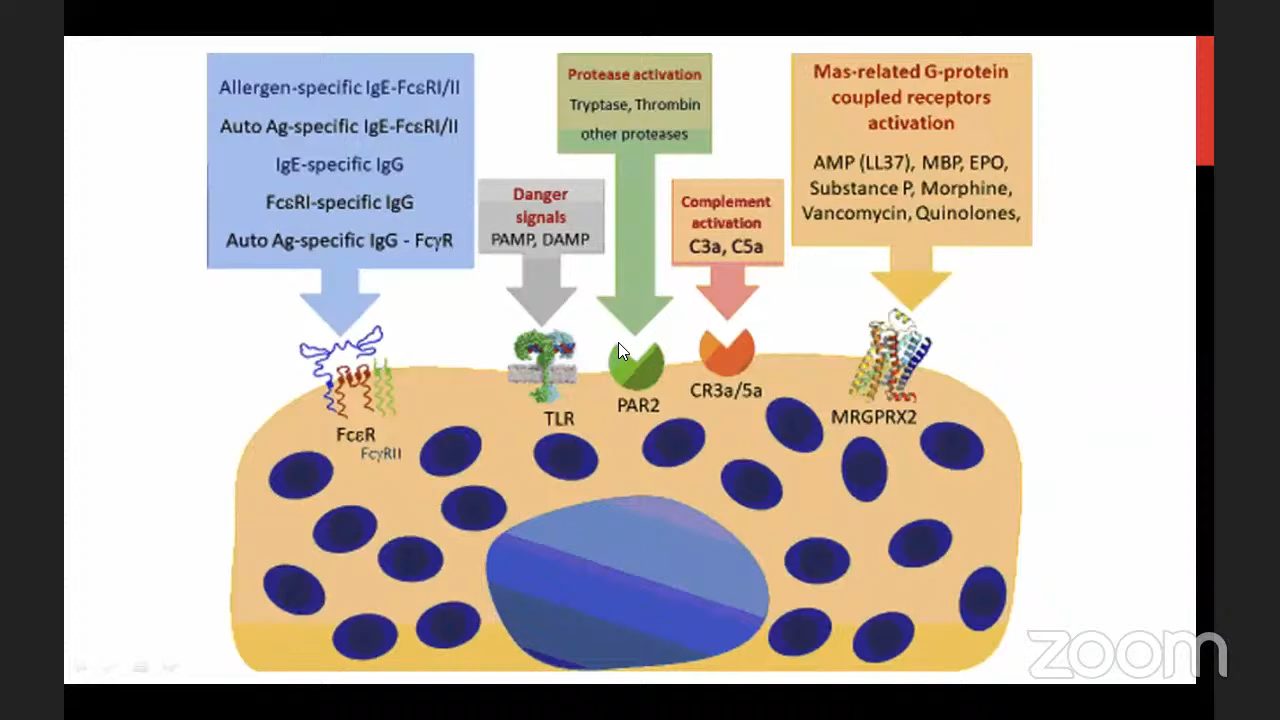 Allergen-specific IgE-FcεRI/II
Auto Ag-specific IgE-FcεRI/II
IgE-specific IgG
FcεRI-specific IgG
Auto Ag-specific IgG - FcγR
Danger
signals
PAMP, DAMP
Protease activation
Tryptase, Thrombin
other proteases
Complement
activation
C3a, C5a
Mas-related G-protein
coupled receptors
activation
AMP (LL37), MBP, EPO,
Substance P, Morphine,
Vancomycin, Quinolones,
FcεR
FcγRII
TLR
PAR2
CR3a/5a
MRGPRX2
zoom